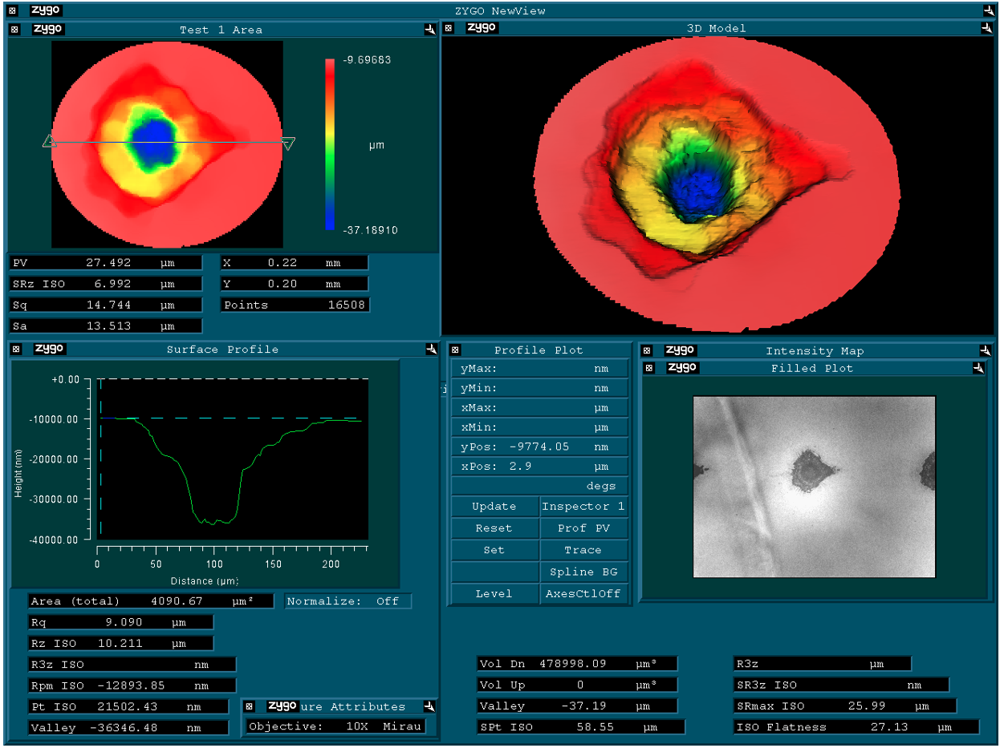 zygo ZYGO NewView
zygo Test 1 Area
-9.69683
µm
-37.18910
PV 27.492 µm
SRz ISO 6.992 µm
Sq 14.744 µm
Sa 13.513 µm
X 0.22 mm
Y 0.20 mm
Points 16508
zygo 3D Model
zygo Surface Profile
+0.00
-10000.00
-20000.00
-30000.00
-40000.00
Height (nm)
0 50 100 150 200
Distance (µm)
Area (total) 4090.67 µm²
Normalize: Off
Rq 9.090 µm
Rz ISO 10.211 µm
R3z ISO nm
Rpm ISO -12893.85 nm
Pt ISO 21502.43 nm
Valley -36346.48 nm
zygo ure Attributes
Objective: 10X Mirau
Profile Plot
yMax: nm
yMin: nm
xMax: µm
xMin: µm
yPos: -9774.05 nm
xPos: 2.9 µm
degs
Update Inspector 1
Reset Prof PV
Set Trace
Spline BG
Level AxesCtlOff
zygo Intensity Map
zygo Filled Plot
Vol Dn 478998.09 µm³
Vol Up 0 µm³
Valley -37.19 µm
SPt ISO 58.55 µm
R3z µm
SR3z ISO nm
SRmax ISO 25.99 µm
ISO Flatness 27.13 µm